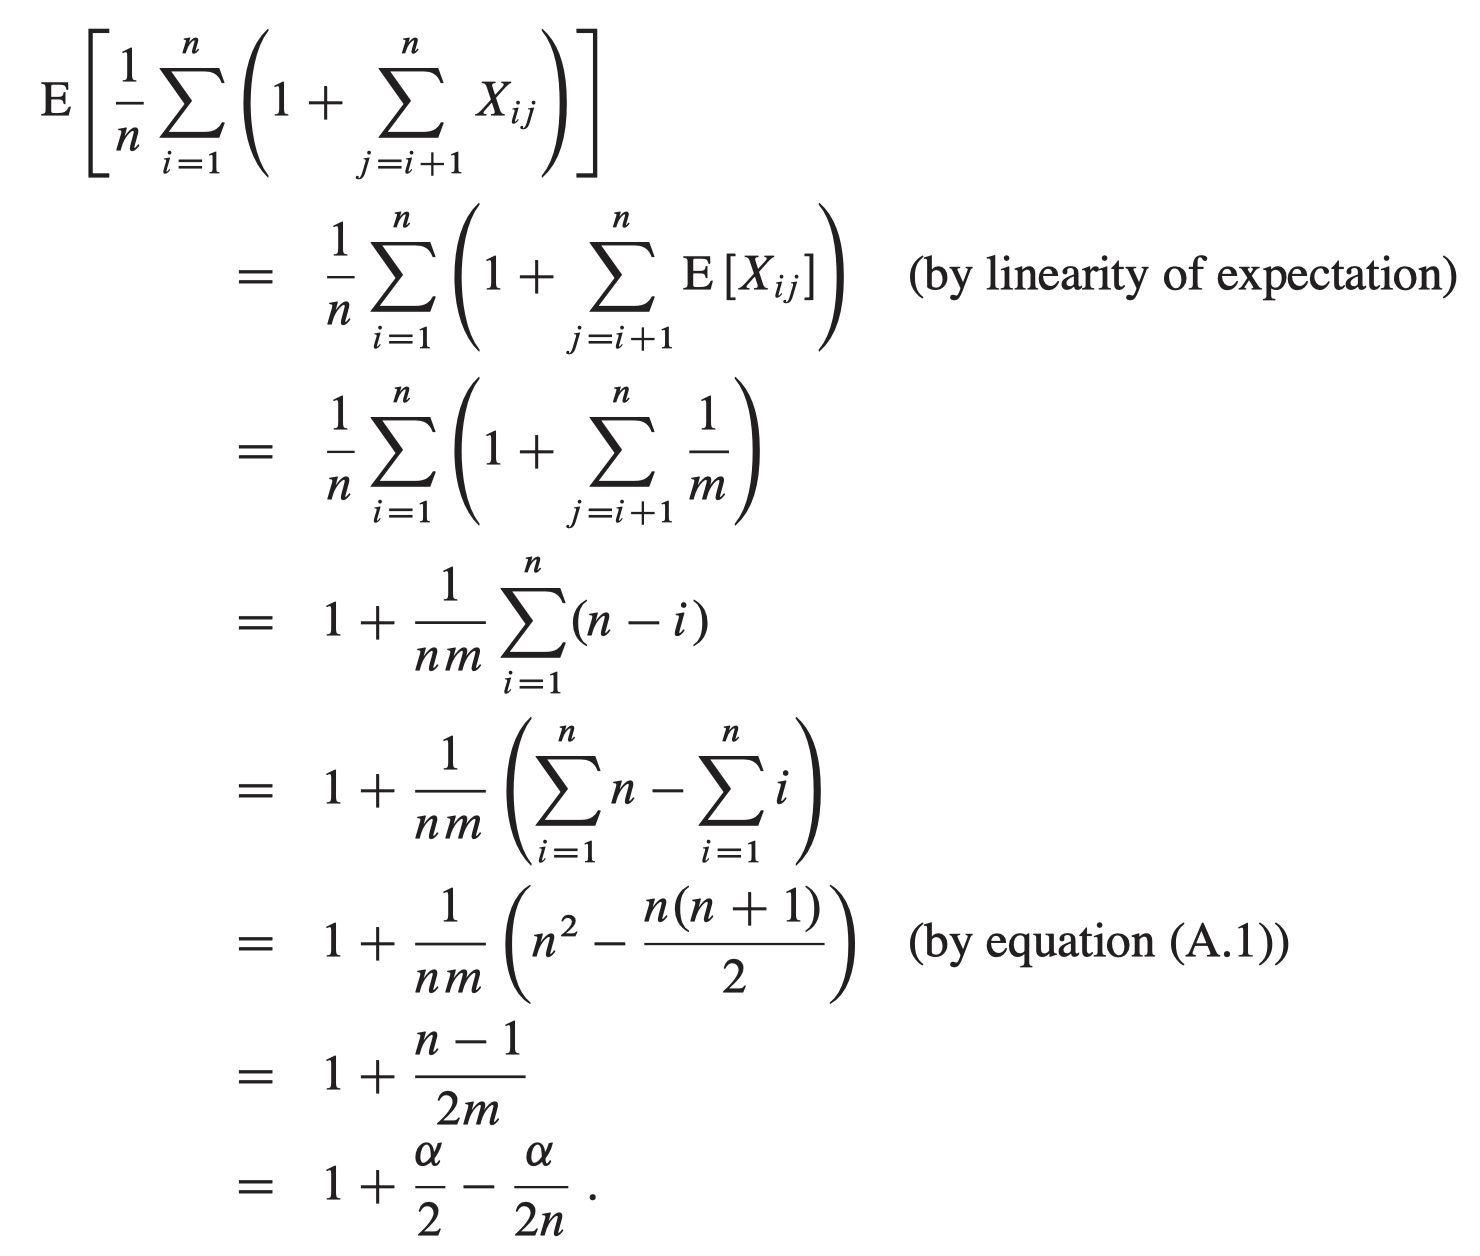 E[1/n ∑_{i=1}^{n} (1 + ∑_{j=i+1}^{n} X_{ij})]
= 1/n ∑_{i=1}^{n} (1 + ∑_{j=i+1}^{n} E[X_{ij}]) (by linearity of expectation)
= 1/n ∑_{i=1}^{n} (1 + ∑_{j=i+1}^{n} 1/m)
= 1 + 1/nm ∑_{i=1}^{n} (n − i)
= 1 + 1/nm (∑_{i=1}^{n} n − ∑_{i=1}^{n} i)
= 1 + 1/nm (n² − n(n + 1)/2) (by equation (A.1))
= 1 + n − 1/2m
= 1 + α/2 − α/2n .